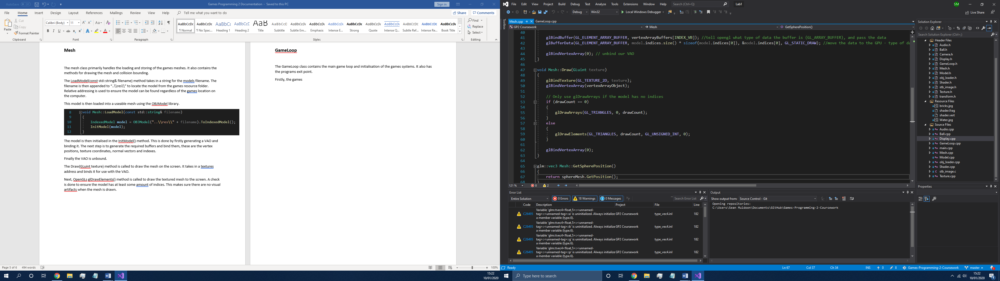 AutoSave Off
Games Programming 2 Documentation - Saved to this PC
Sign in
File Home Insert Design Layout References Mailings Review View Help Tell me what you want to do
Share Comments
Paste
Cut
Copy
Format Painter
Clipboard
Calibri (Body) 11
Font
Paragraph
AaBbCcDc AaBbCcDc AaBbCc AaBbCcC AaB AaBbCcC AaBbCcDc AaBbCcDc AaBbCcDc AaBbCcDc AaBbCcDc AaBbCcDc AaBbCcDc AaBbCcDc AaBbCcDc
¶ Normal ¶ No Spac... Heading 1 Heading 2 Title Subtitle Subtle Em... Emphasis Intense E... Strong Quote Intense Q... Subtle Ref... Intense Re... Book Title
Styles
Find
Replace
Select
Editing
Mesh
The mesh class primarily handles the loading and storing of the games meshes. It also contains the
methods for drawing the mesh and collision bounding.
The LoadModel(const std::string& filename) method takes in a string for the models filename. The
filename is then appended to “..\\res\\” to locate the model from the games resource folder.
Relative addressing is used to ensure the model can be found regardless of the games location on
the computer.
This model is then loaded into a useable mesh using the OBJModel library.
8 void Mesh::LoadModel(const std::string& filename)
9 {
10 IndexedModel model = OBJModel("..\\res\\" + filename).ToIndexedModel();
11 InitModel(model);
12 }
The model is then initialised in the InitModel() method. This is done by firstly generating a VAO and
binding it. The next step is to generate the required buffers and bind them, these are the vertex
positions, texture coordinates, normal vectors and indexes.
Finally the VAO is unbound.
The Draw(GLuint texture) method is called to draw the mesh on the screen. It takes in a textures
address and binds it for use with the VAO.
Next, OpenGLs glDrawElements() method is called to draw the textured mesh to the screen. A check
is done to ensure the model has at least some amount of indices. This makes sure there are no visual
artifacts when the mesh is drawn.
GameLoop
The GameLoop class contains the main game loop and initialisation of the games systems. It also has
the programs exit point.
Firstly, the games
Page 5 of 6 494 words
100%
15:22
10/01/2020
File Edit View Project Build Debug Test Analyze Tools Extensions Window Help Search (Ctrl+Q) Lab1
SM
Debug Win32 Local Windows Debugger
Live Share
Toolbox
Mesh.cpp GameLoop.cpp
GP2 Coursework Mesh GetSpherePosition()
40
41 glBindBuffer(GL_ELEMENT_ARRAY_BUFFER, vertexArrayBuffers[INDEX_VB]); //tell opengl what type of data the buffer is (GL_ARRAY_BUFFER), and pass the data
42 glBufferData(GL_ELEMENT_ARRAY_BUFFER, model.indices.size() * sizeof(model.indices[0]), &model.indices[0], GL_STATIC_DRAW); //move the data to the GPU - type of da
43
44 glBindVertexArray(0); // unbind our VAO
45 }
46
47 void Mesh::Draw(GLuint texture)
48 {
49 glBindTexture(GL_TEXTURE_2D, texture);
50 glBindVertexArray(vertexArrayObject);
51
52 // Only use glDrawArrays if the model has no indices
53 if (drawCount == 0)
54 {
55 glDrawArrays(GL_TRIANGLES, 0, drawCount);
56 }
57 else
58 {
59 glDrawElements(GL_TRIANGLES, drawCount, GL_UNSIGNED_INT, 0);
60 }
61
62 glBindVertexArray(0);
63 }
64
65 glm::vec3 Mesh::GetSpherePosition()
66 {
67 return sphereMesh.GetPosition();
68 }
121 % 0 2
Error List
Entire Solution 0 Errors 18 Warnings 0 Messages Search Error List
Code Description Project File Line
Variable 'glm::tvec4<float,5>::<unnamed-
C26495 tag>::<unnamed-tag>::a' is uninitialized. Always initialize GP2 Coursework type_vec4.inl 182
a member variable (type.6).
Variable 'glm::tvec4<float,5>::<unnamed-
C26495 tag>::<unnamed-tag>::b' is uninitialized. Always initialize GP2 Coursework type_vec4.inl 182
a member variable (type.6).
Variable 'glm::tvec4<float,5>::<unnamed-
C26495 tag>::<unnamed-tag>::g' is uninitialized. Always initialize GP2 Coursework type_vec4.inl 182
a member variable (type.6).
Variable 'glm::tvec4<float,5>::<unnamed-
C26495 tag>::<unnamed-tag>::p' is uninitialized. Always initialize GP2 Coursework type_vec4.inl 182
a member variable (type.6).
Output
Show output from: Source Control - Git
Opening repositories:
C:\Users\Sean Muldoon\Documents\GitHub\Games-Programming-2-Coursework
Solution Explorer
Search Solution Explorer (Ctrl+;)
Header Files
Audio.h
Ball.h
Camera.h
Display.h
GameLoop.h
Mesh.h
Model.h
obj_loader.h
Shader.h
stb_image.h
Texture.h
transform.h
Resource Files
bricks.jpg
shader.frag
shader.vert
Water.jpg
Source Files
Audio.cpp
Ball.cpp
Display.cpp
GameLoop.cpp
main.cpp
Mesh.cpp
Model.cpp
obj_loader.cpp
Shader.cpp
stb_image.c
Texture.cpp
Properties
Ready Ln 67 Col 37 Ch 34 INS 0 8 Games-Programming-2-Coursework master 1
Type here to search
15:22
10/01/2020
4